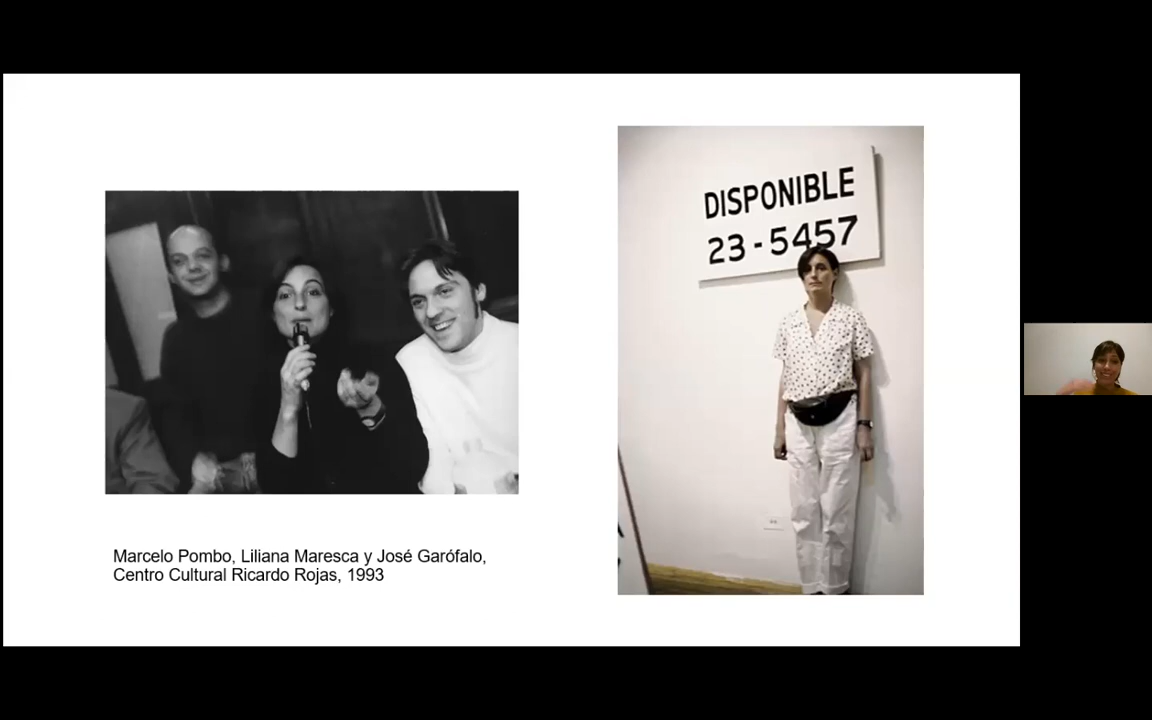 DISPONIBLE
23-5457
Marcelo Pombo, Liliana Maresca y José Garófalo,
Centro Cultural Ricardo Rojas, 1993